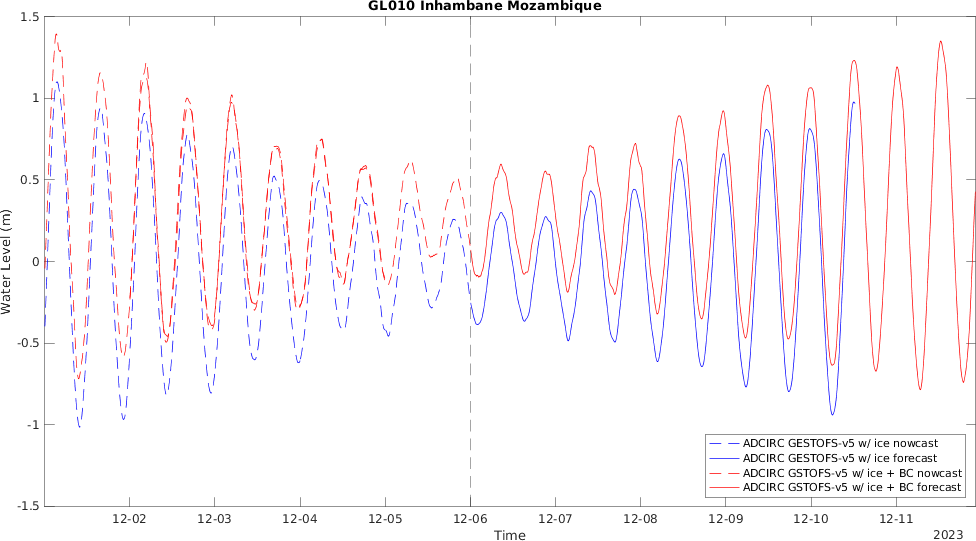 GL010 Inhambane Mozambique
1.5
1
0.5
0
-0.5
-1
-1.5
Water Level (m)
12-02
12-03
12-04
12-05
12-06
12-07
12-08
12-09
12-10
12-11
Time
2023
ADCIRC GESTOFS-v5 w/ ice nowcast
ADCIRC GESTOFS-v5 w/ ice forecast
ADCIRC GSTOFS-v5 w/ ice + BC nowcast
ADCIRC GSTOFS-v5 w/ ice + BC forecast